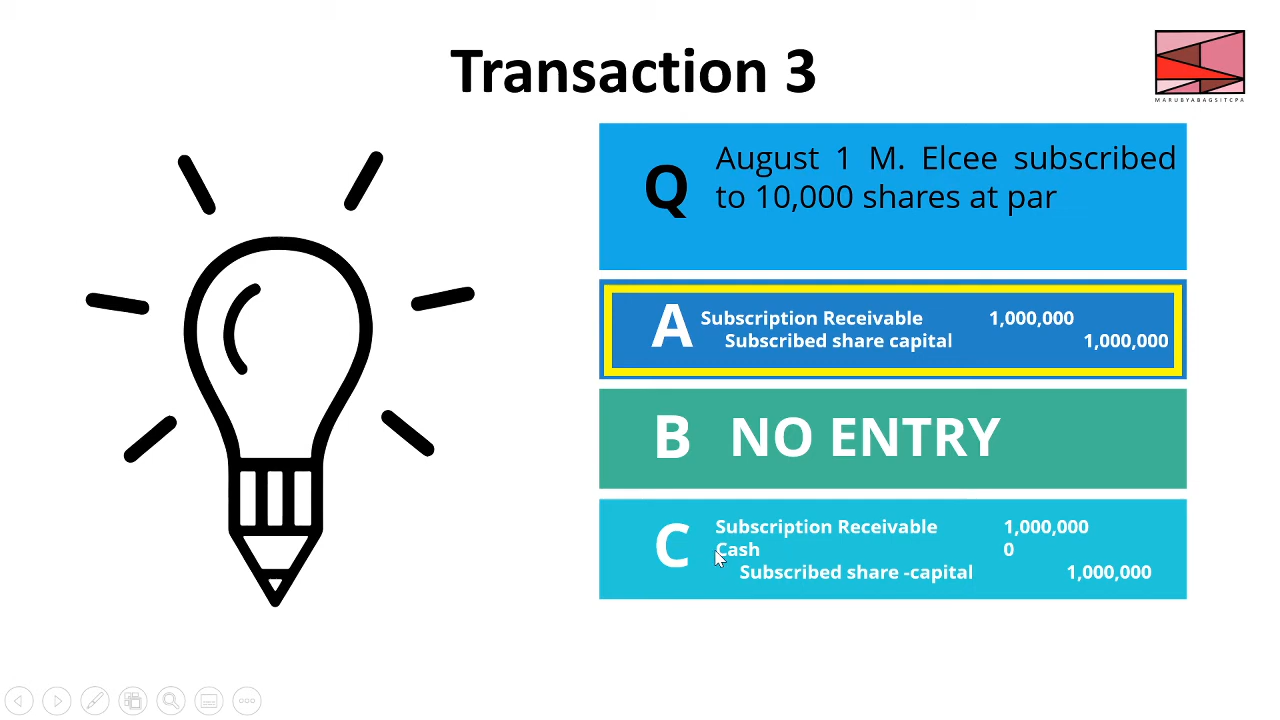 Transaction 3
MARUBYABAGSITCPA
Q August 1 M. Elcee subscribed
to 10,000 shares at par
A Subscription Receivable 1,000,000
Subscribed share capital 1,000,000
B NO ENTRY
C Subscription Receivable 1,000,000
Cash 0
Subscribed share -capital 1,000,000